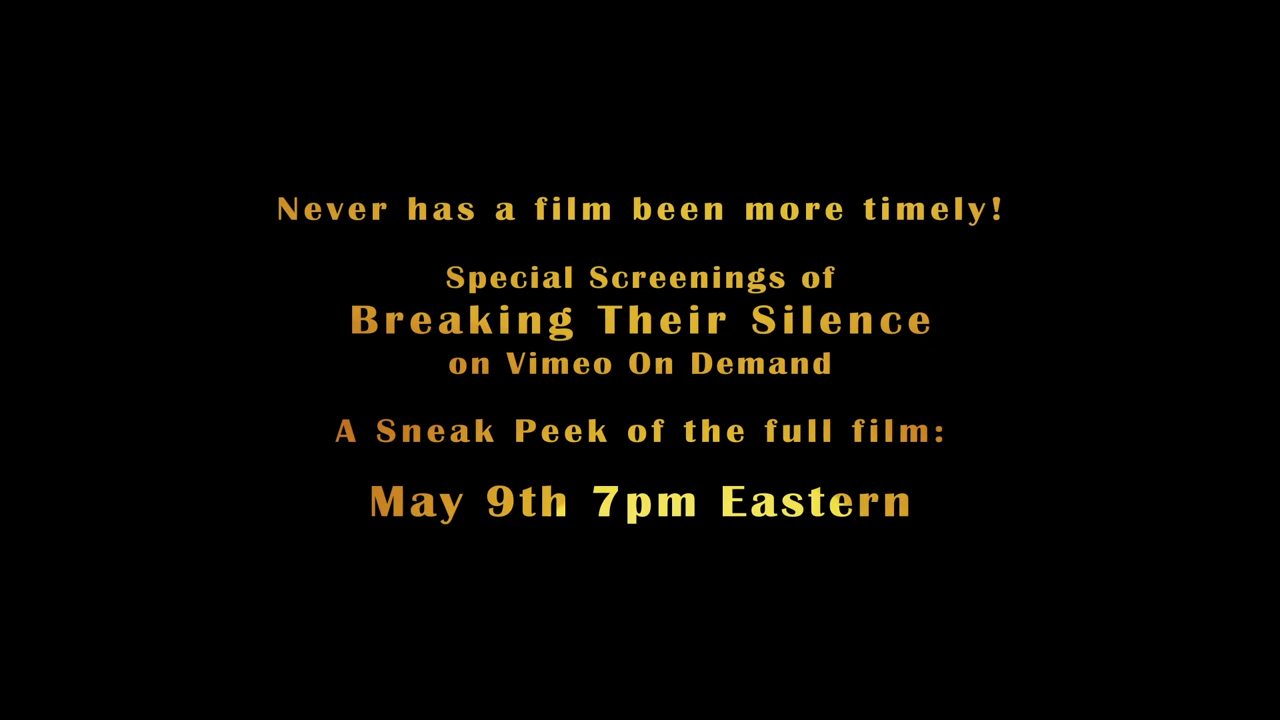 Never has a film been more timely!
Special Screenings of
Breaking Their Silence
on Vimeo On Demand
A Sneak Peek of the full film:
May 9th 7pm Eastern